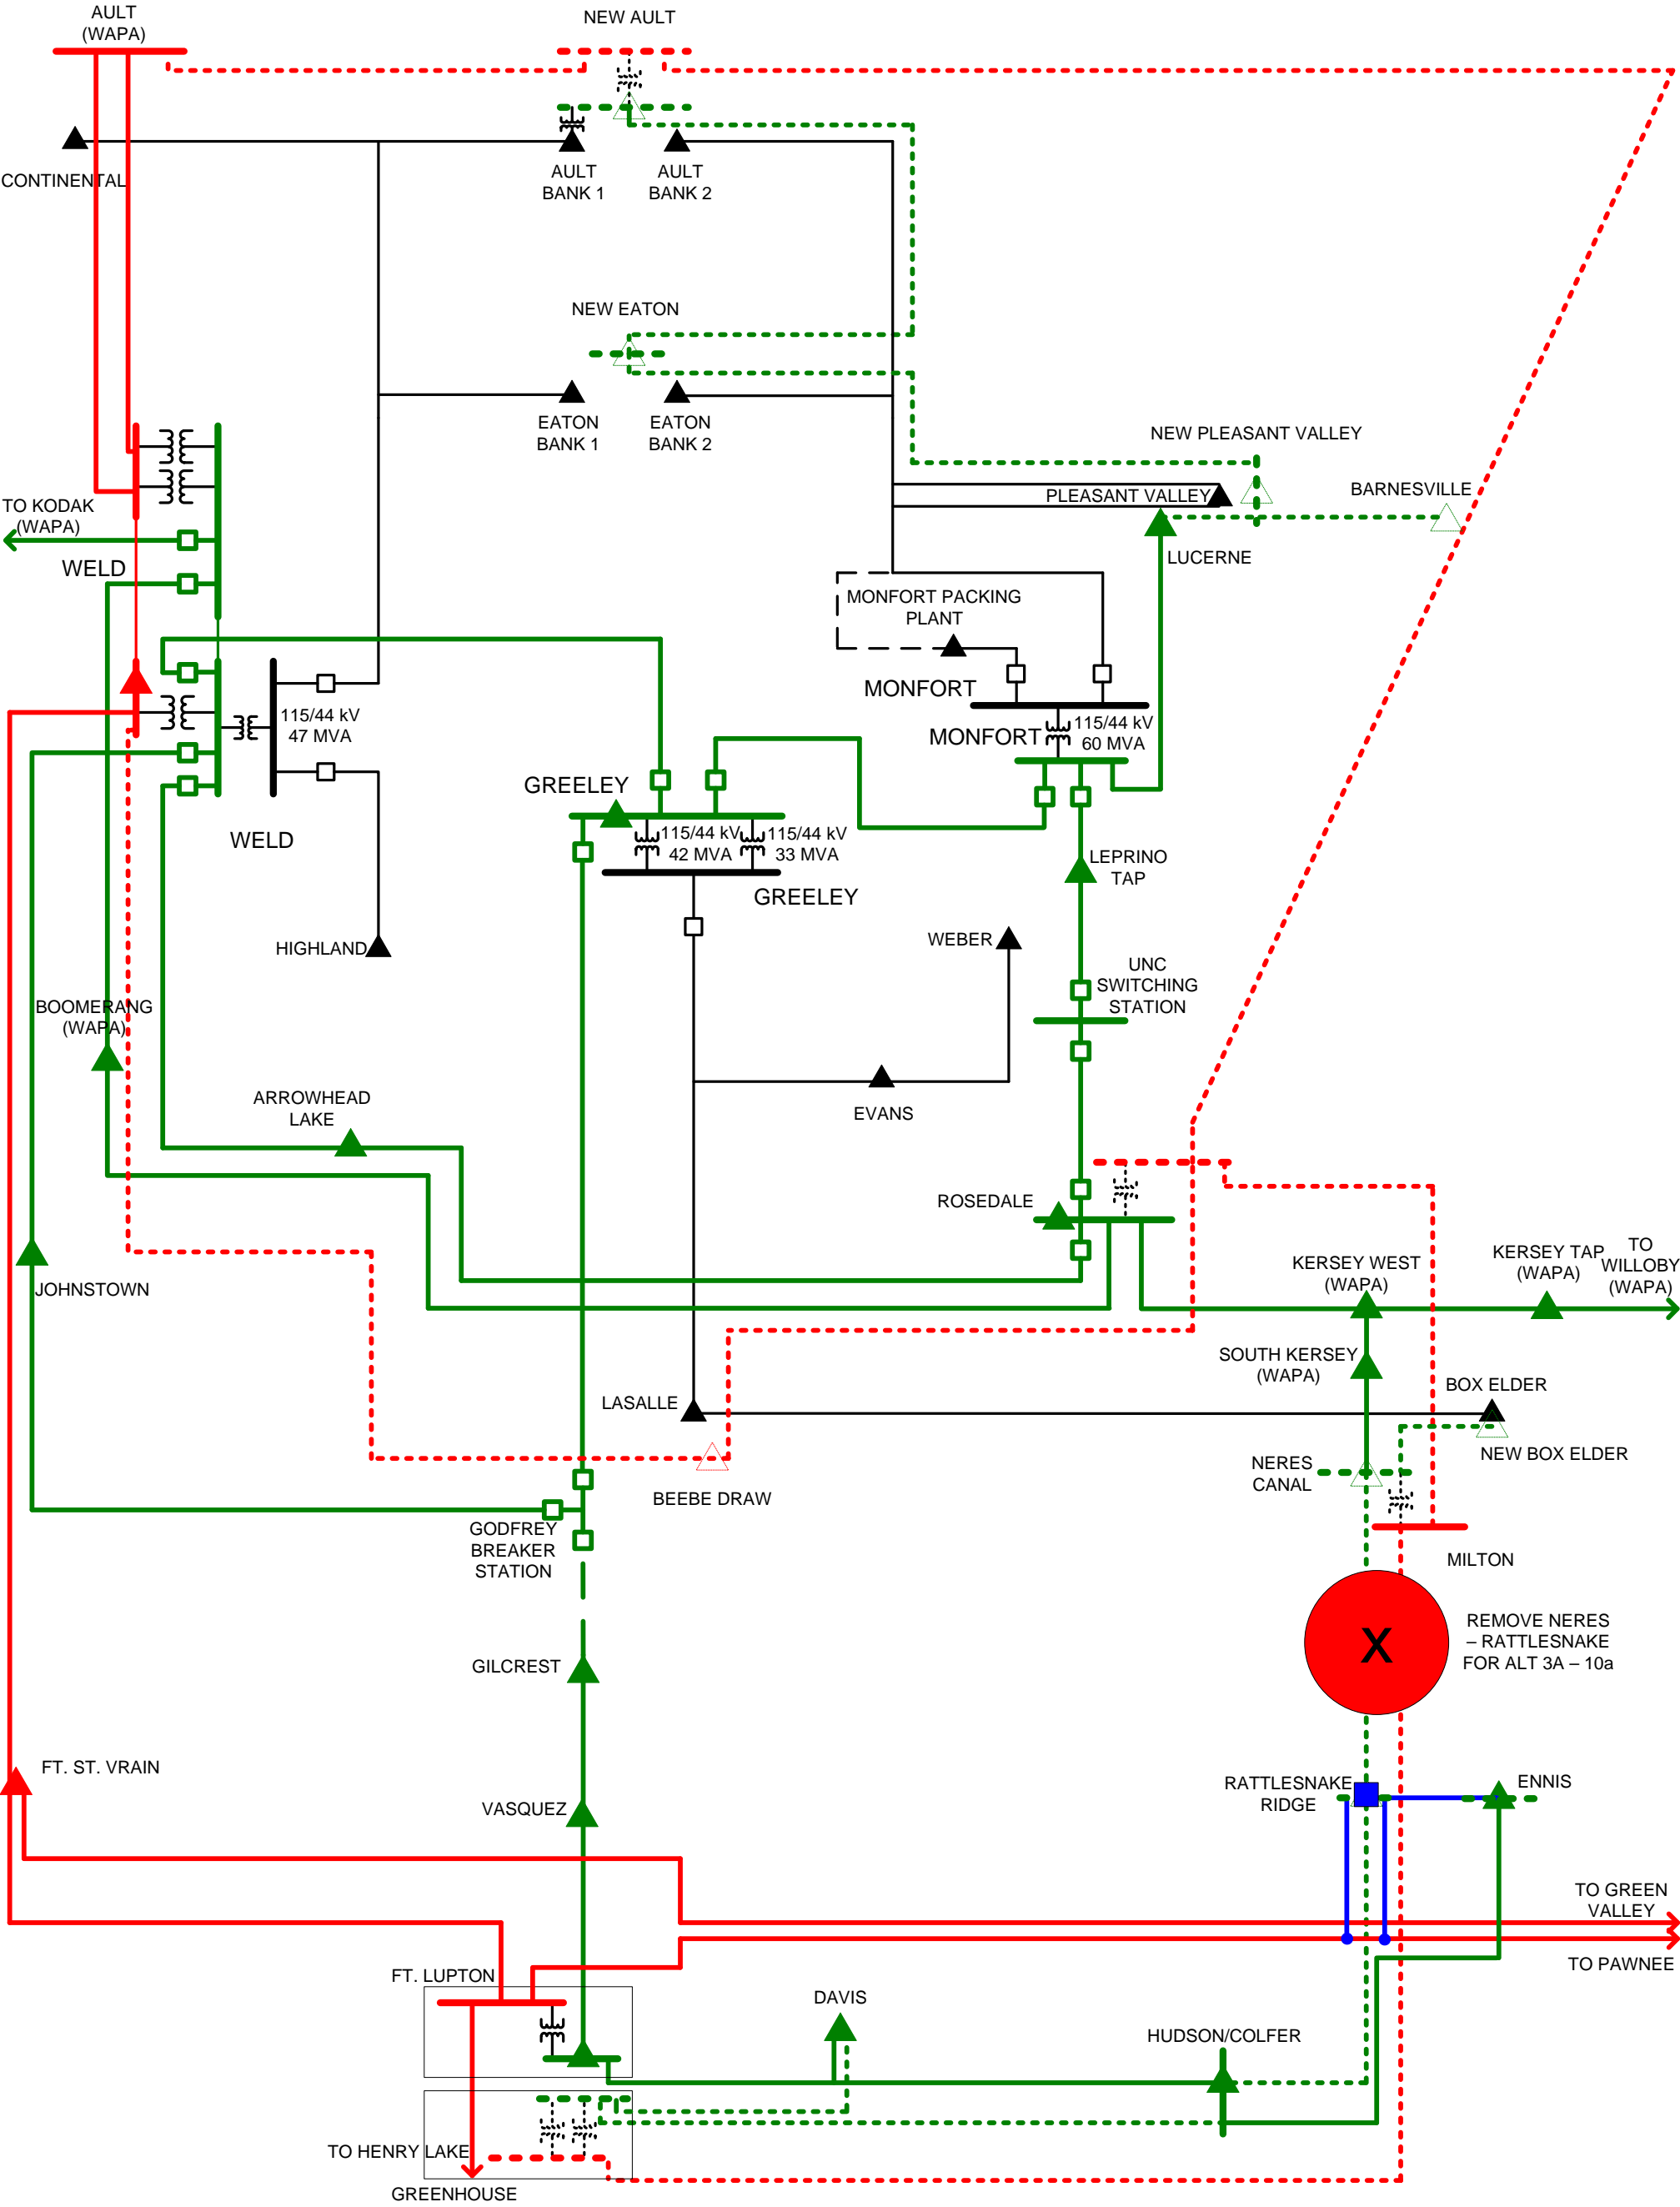 AULT
(WAPA)
NEW AULT
CONTINENTAL
AULT
BANK 1
AULT
BANK 2
NEW EATON
EATON
BANK 1
EATON
BANK 2
NEW PLEASANT VALLEY
PLEASANT VALLEY
BARNESVILLE
TO KODAK
(WAPA)
WELD
LUCERNE
MONFORT PACKING
PLANT
MONFORT
115/44 kV
47 MVA
MONFORT
115/44 kV
60 MVA
GREELEY
WELD
115/44 kV
42 MVA
115/44 kV
33 MVA
LEPRINO
TAP
GREELEY
HIGHLAND
WEBER
UNC
SWITCHING
STATION
BOOMERANG
(WAPA)
ARROWHEAD
LAKE
EVANS
ROSEDALE
JOHNSTOWN
KERSEY WEST
(WAPA)
KERSEY TAP
(WAPA)
TO
WILLOBY
(WAPA)
SOUTH KERSEY
(WAPA)
LASALLE
BOX ELDER
NEW BOX ELDER
NERES
CANAL
BEEBE DRAW
GODFREY
BREAKER
STATION
MILTON
X
REMOVE NERES
– RATTLESNAKE
FOR ALT 3A – 10a
GILCREST
FT. ST. VRAIN
VASQUEZ
RATTLESNAKE
RIDGE
ENNIS
TO GREEN
VALLEY
TO PAWNEE
FT. LUPTON
DAVIS
HUDSON/COLFER
TO HENRY LAKE
GREENHOUSE